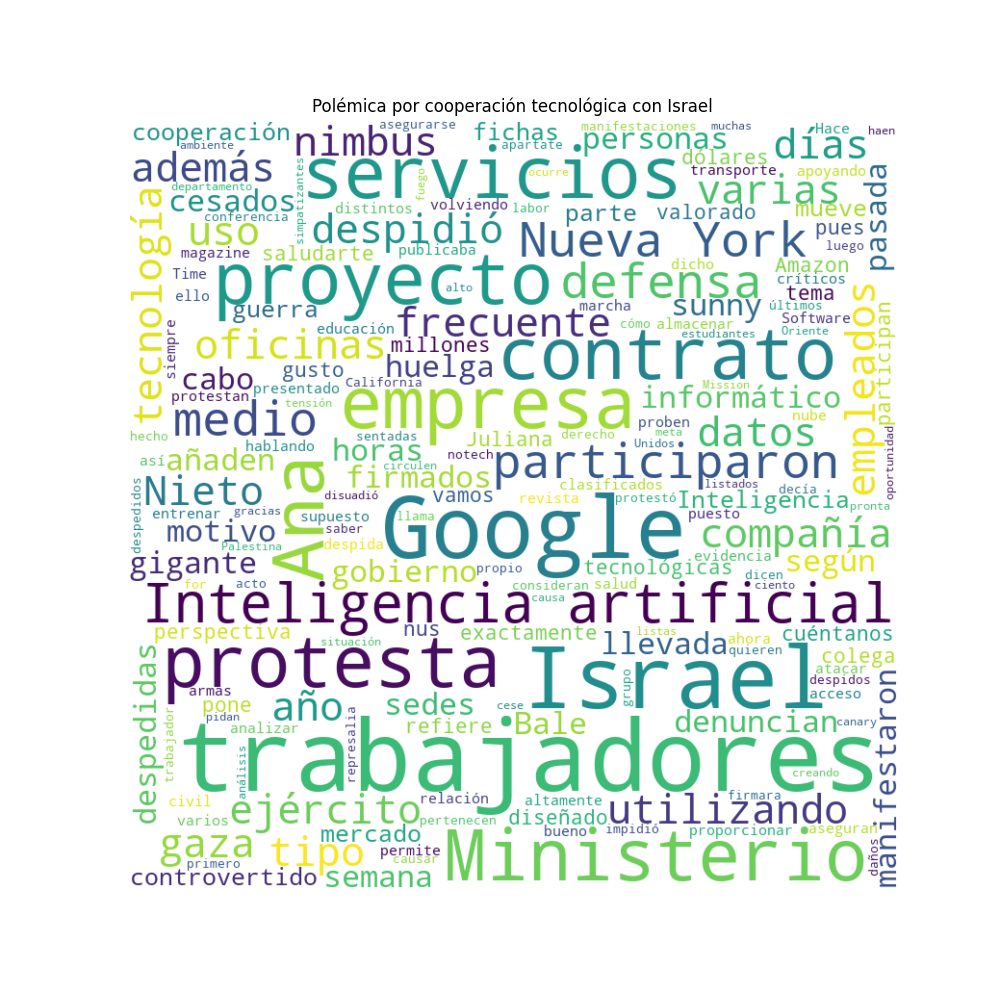 Polémica por cooperación tecnológica con Israel
cooperación
ambiente
nimbus
asegurarse
fichas
apártate
manifestaciones
personas
muchas
Hace
haen
días
además
departamento
simpatizantes
servicios
fuego
ocurre
dólares
transporte
apoyando
varias
pasada
tecnología
cesados
conferencia
distintos
volviendo
labor
parte
valorado
mueve
pues
luego
uso
magazine
saludarte
despidió
publicaba
Nueva York
Amazon
críticos
Time
ello
proyecto
alto
defensa
dicho
tema
últimos
guerra
educación
frecuente
marcha
sunny
cómo
almacenar
Software
Oriente
siempre
oficinas
millones
huelga
contrato
estudiantes
empleados
participan
cabo
gusto
protestan
presentado
California
tensión
empresa
informático
Mission
medio
proben
nube
Unidos
datos
hecho
hablando
sentadas
horas
Juliana
derecho
meta
notech
participaron
oportunidad
así
añaden
circulen
firmados
clasificados
listados
decía
despedidos
Nieto
entrenar
gracias
Ana
disuadió
vamos
revista
protestó
Inteligencia
pronta
motivo
supuesto
saber
llama
Google
puesto
compañía
Palestina
despida
evidencia
gigante
gobierno
propio
tecnológicas
dicen
según
for
acto
consideran
salud
ciento
causa
Inteligencia artificial
perspectiva
situación
nus
exactamente
listas
llevada
ahora
quieren
cuéntanos
colega
despedidas
protesta
Israel
grupo
atacar
despidos
acceso
manifestaron
armas
pone
pidan
año
sedes
cese
refiere
Bale
denuncian
canary
trabajador
analizar
represalia
análisis
trabajadores
creando
civil
varios
ejército
relación
pertenecen
altamente
diseñado
firmara
utilizando
gaza
primero
tipo
mercado
permite
causar
bueno
impidió
proporcionar
aseguran
daños
controvertido
semana
Ministerio